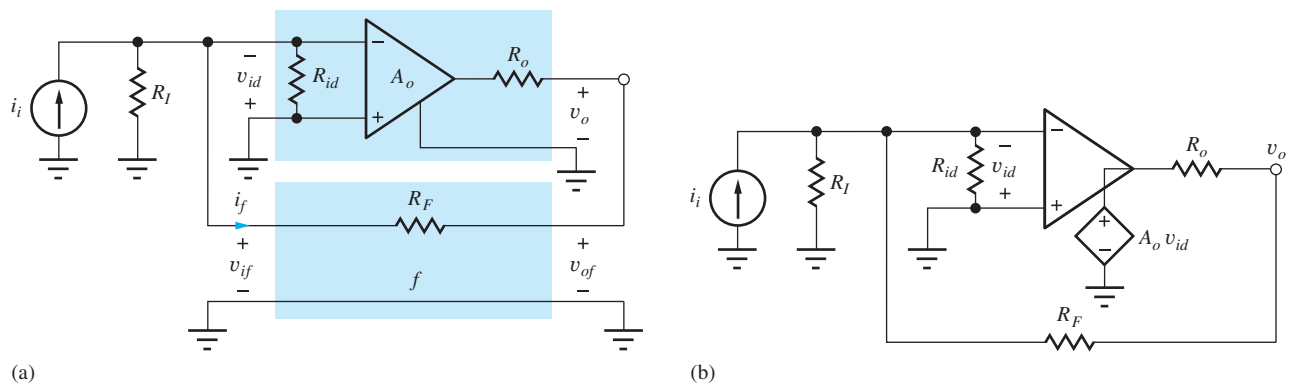 i_i
R_I
−
v_id
+
R_id
−
A_o
+
R_o
+
v_o
−
i_f
R_F
+
v_if
−
f
+
v_of
−
(a)
i_i
R_I
R_id
−
v_id
+
−
+
R_o
v_o
+
−
A_o v_id
R_F
(b)